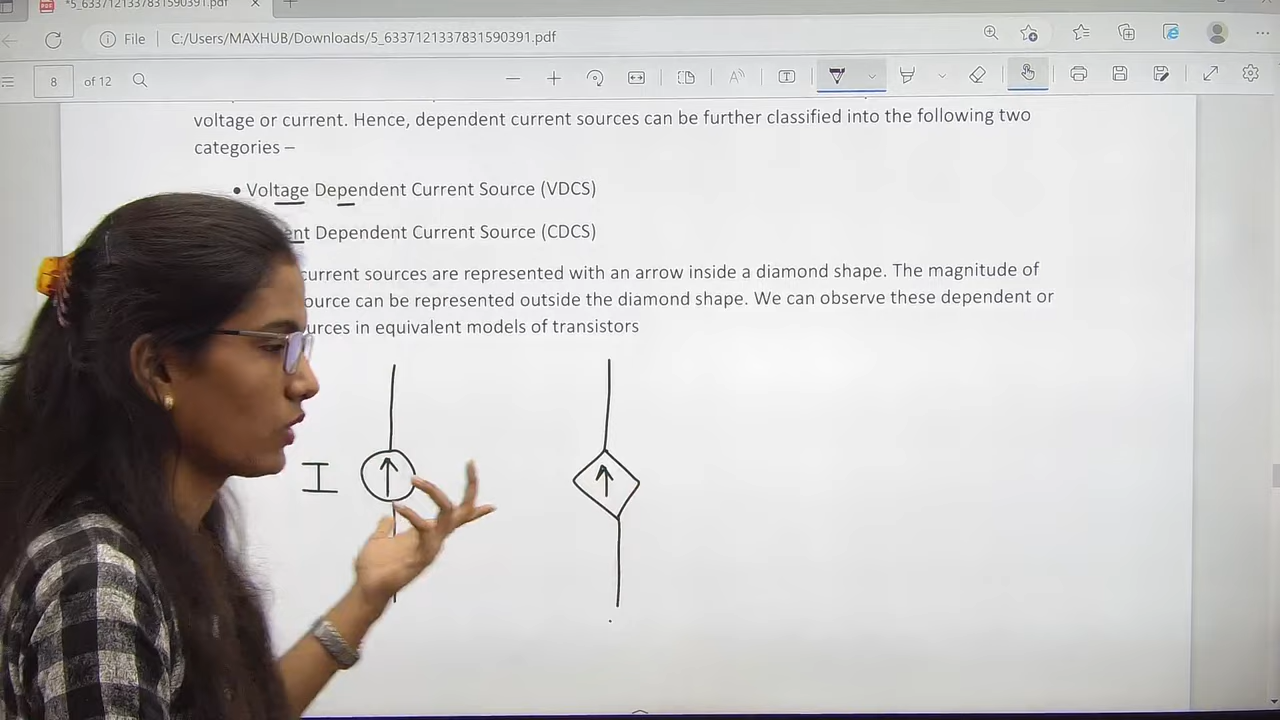 *5_6337121337831590391.pdf
File | C:/Users/MAXHUB/Downloads/5_6337121337831590391.pdf
8 of 12
voltage or current. Hence, dependent current sources can be further classified into the following two
categories –
• Voltage Dependent Current Source (VDCS)
ent Dependent Current Source (CDCS)
current sources are represented with an arrow inside a diamond shape. The magnitude of
ource can be represented outside the diamond shape. We can observe these dependent or
urces in equivalent models of transistors
I